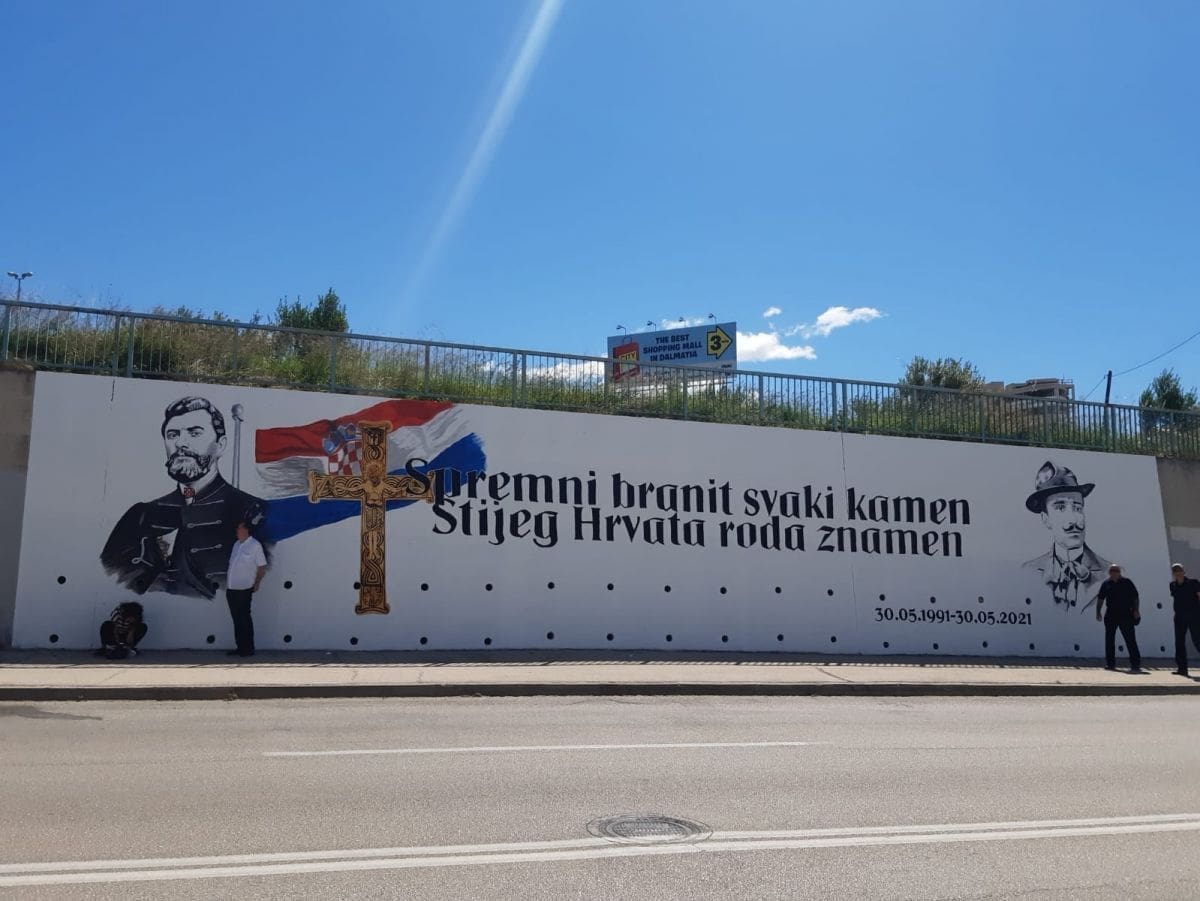 THE BEST
SHOPPING MALL
IN DALMATIA
3
Spremni branit svaki kamen
Stijeg Hrvata roda znamen
30.05.1991-30.05.2021